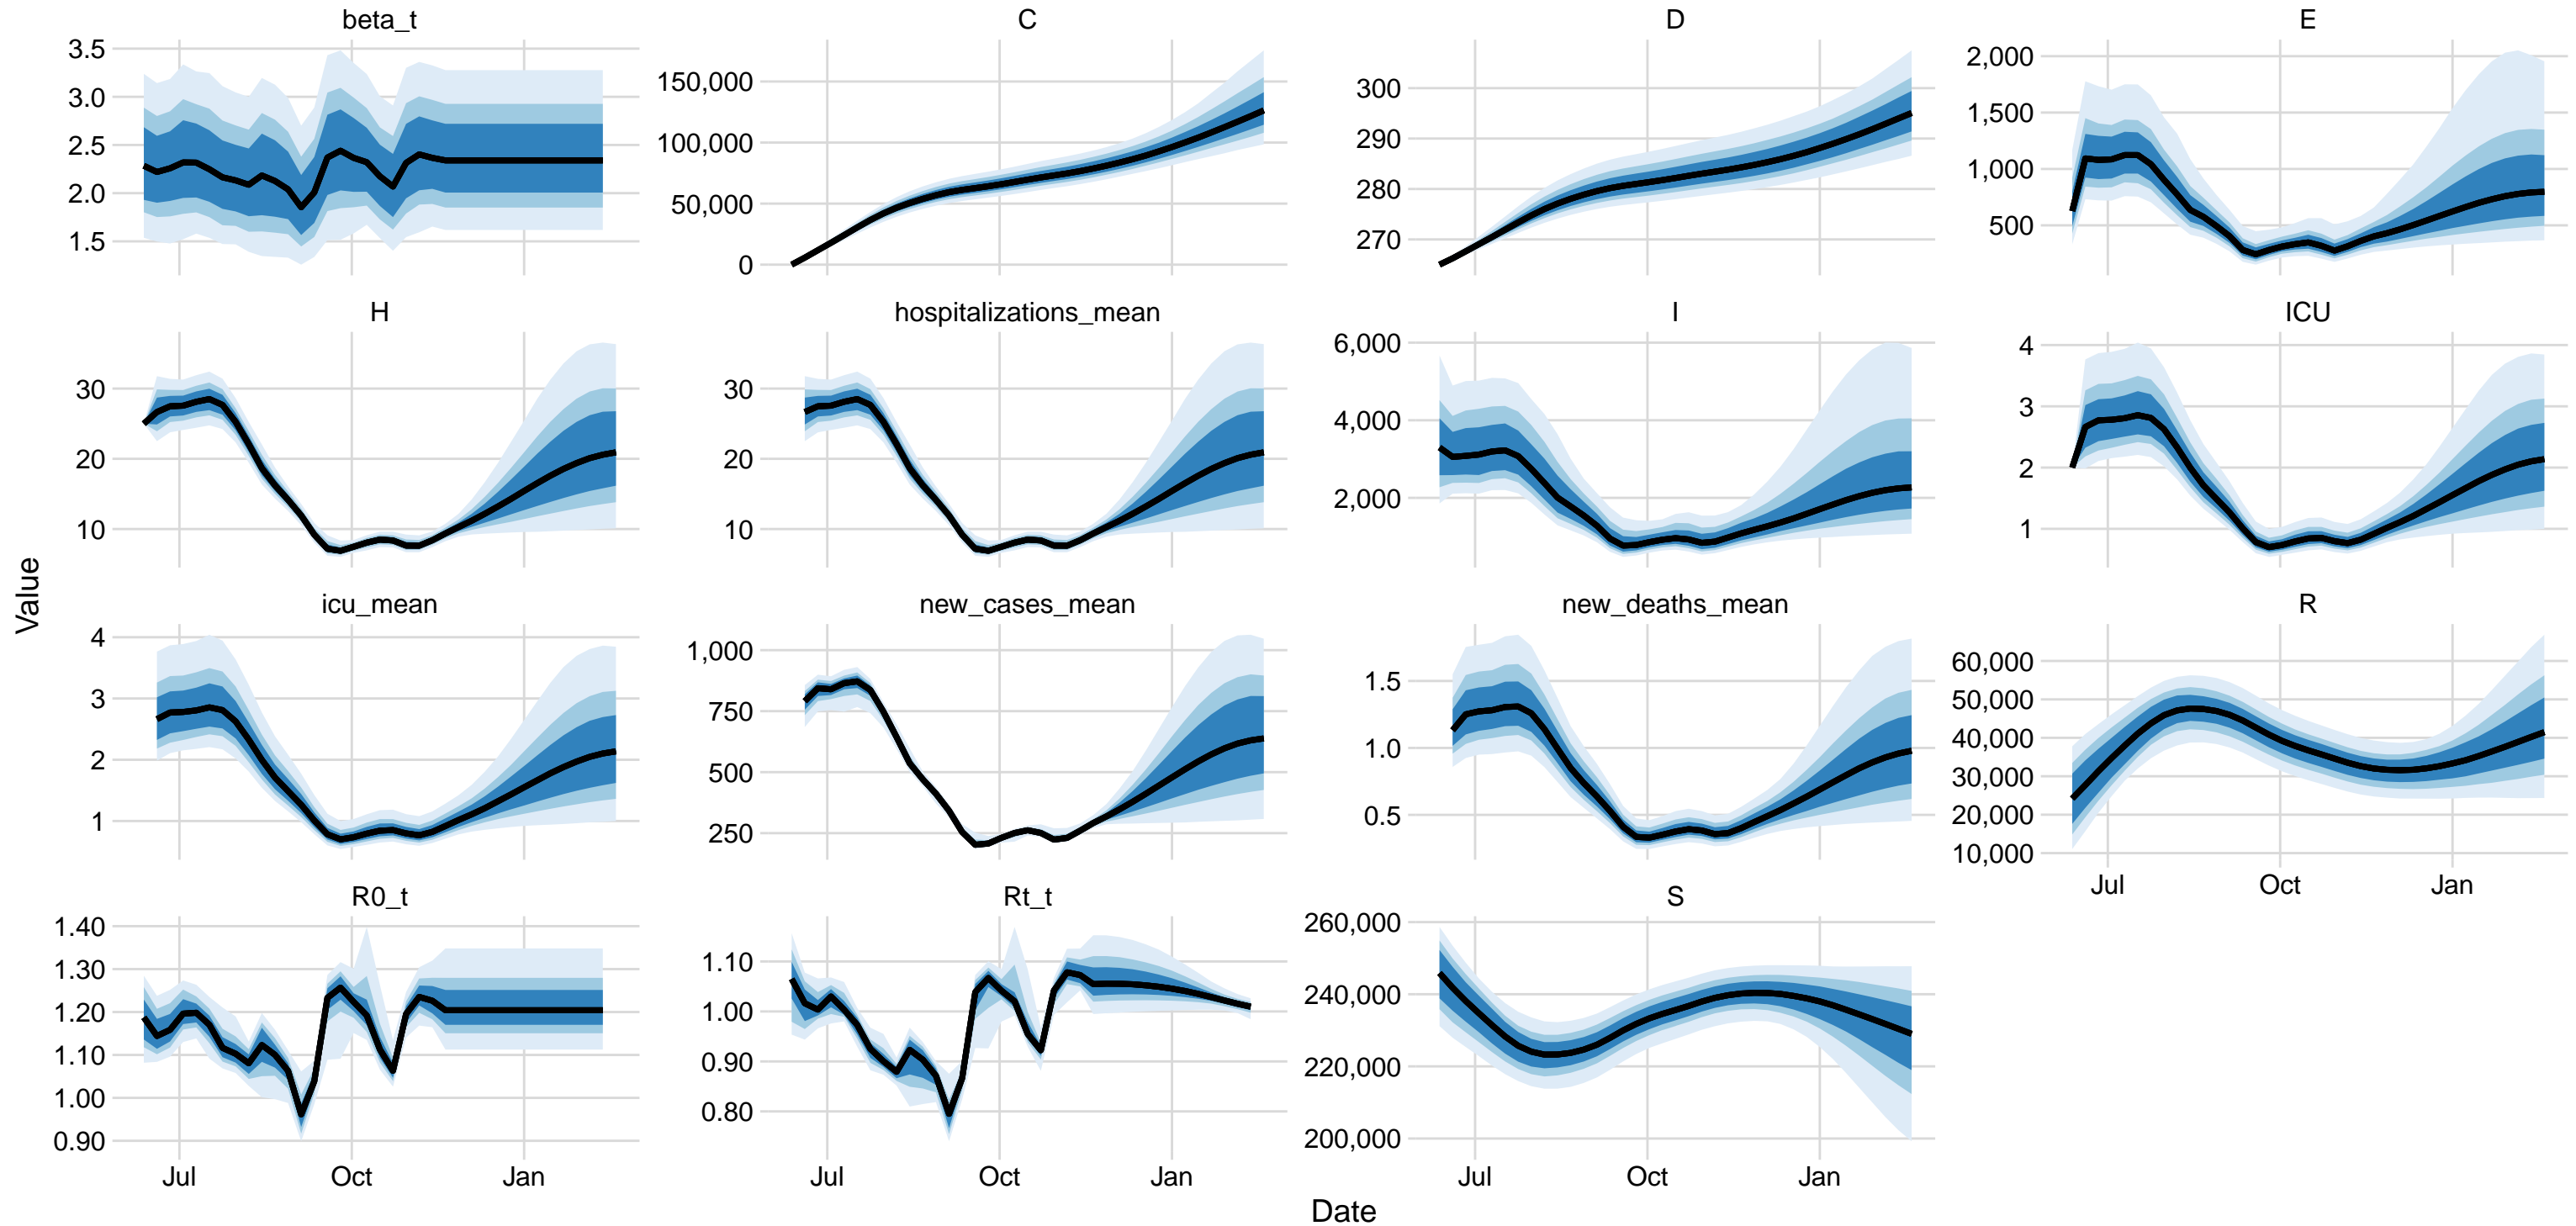 beta_t
C
D
E
3.5
3.0
2.5
2.0
1.5
150,000
100,000
50,000
0
300
290
280
270
2,000
1,500
1,000
500
H
hospitalizations_mean
I
ICU
30
20
10
30
20
10
6,000
4,000
2,000
4
3
2
1
Value
icu_mean
new_cases_mean
new_deaths_mean
R
4
3
2
1
1,000
750
500
250
1.5
1.0
0.5
60,000
50,000
40,000
30,000
20,000
10,000
Jul Oct Jan
R0_t
Rt_t
S
1.40
1.30
1.20
1.10
1.00
0.90
1.10
1.00
0.90
0.80
260,000
240,000
220,000
200,000
Jul Oct Jan
Jul Oct Jan
Jul Oct Jan
Date